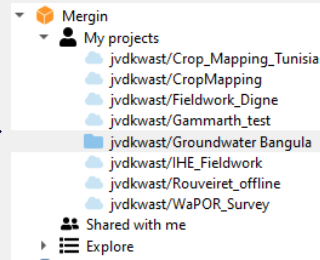 Mergin
My projects
jvdkwast/Crop_Mapping_Tunisia
jvdkwast/CropMapping
jvdkwast/Fieldwork_Digne
jvdkwast/Gammarth_test
jvdkwast/Groundwater Bangula
jvdkwast/IHE_Fieldwork
jvdkwast/Rouveiret_offline
jvdkwast/WaPOR_Survey
Shared with me
Explore